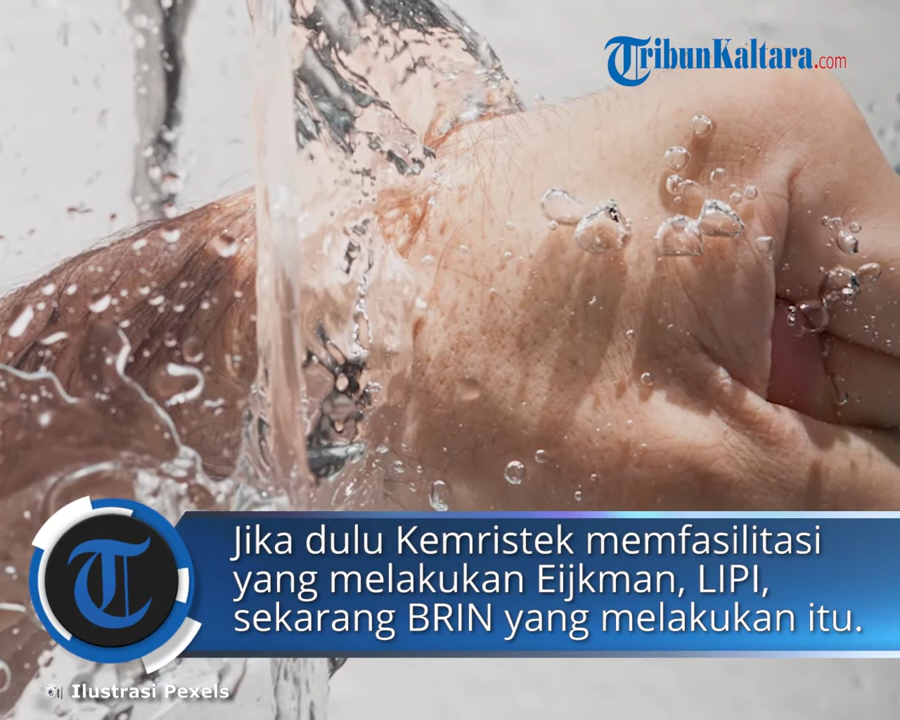 TribunKaltara.com
Jika dulu Kemristek memfasilitasi
yang melakukan Eijkman, LIPI,
sekarang BRIN yang melakukan itu.
T
Ilustrasi Pexels